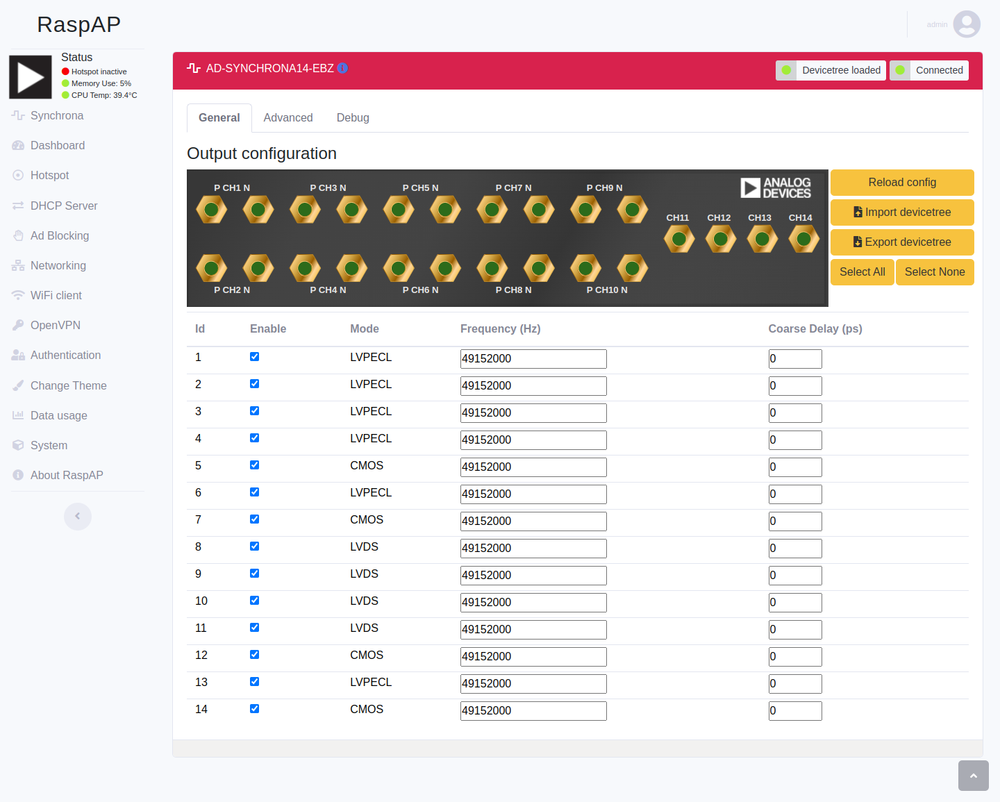 RaspAP
admin
Status
Hotspot inactive
Memory Use: 5%
CPU Temp: 39.4°C
Synchrona
Dashboard
Hotspot
DHCP Server
Ad Blocking
Networking
WiFi client
OpenVPN
Authentication
Change Theme
Data usage
System
About RaspAP
AD-SYNCHRONA14-EBZ
Devicetree loaded
Connected
General Advanced Debug
Output configuration
P CH1 N P CH3 N P CH5 N P CH7 N P CH9 N
ANALOG
DEVICES
CH11 CH12 CH13 CH14
P CH2 N P CH4 N P CH6 N P CH8 N P CH10 N
Reload config
Import devicetree
Export devicetree
Select All Select None
Id Enable Mode Frequency (Hz) Coarse Delay (ps)
1 LVPECL 49152000 0
2 LVPECL 49152000 0
3 LVPECL 49152000 0
4 LVPECL 49152000 0
5 CMOS 49152000 0
6 LVPECL 49152000 0
7 CMOS 49152000 0
8 LVDS 49152000 0
9 LVDS 49152000 0
10 LVDS 49152000 0
11 LVDS 49152000 0
12 CMOS 49152000 0
13 LVPECL 49152000 0
14 CMOS 49152000 0